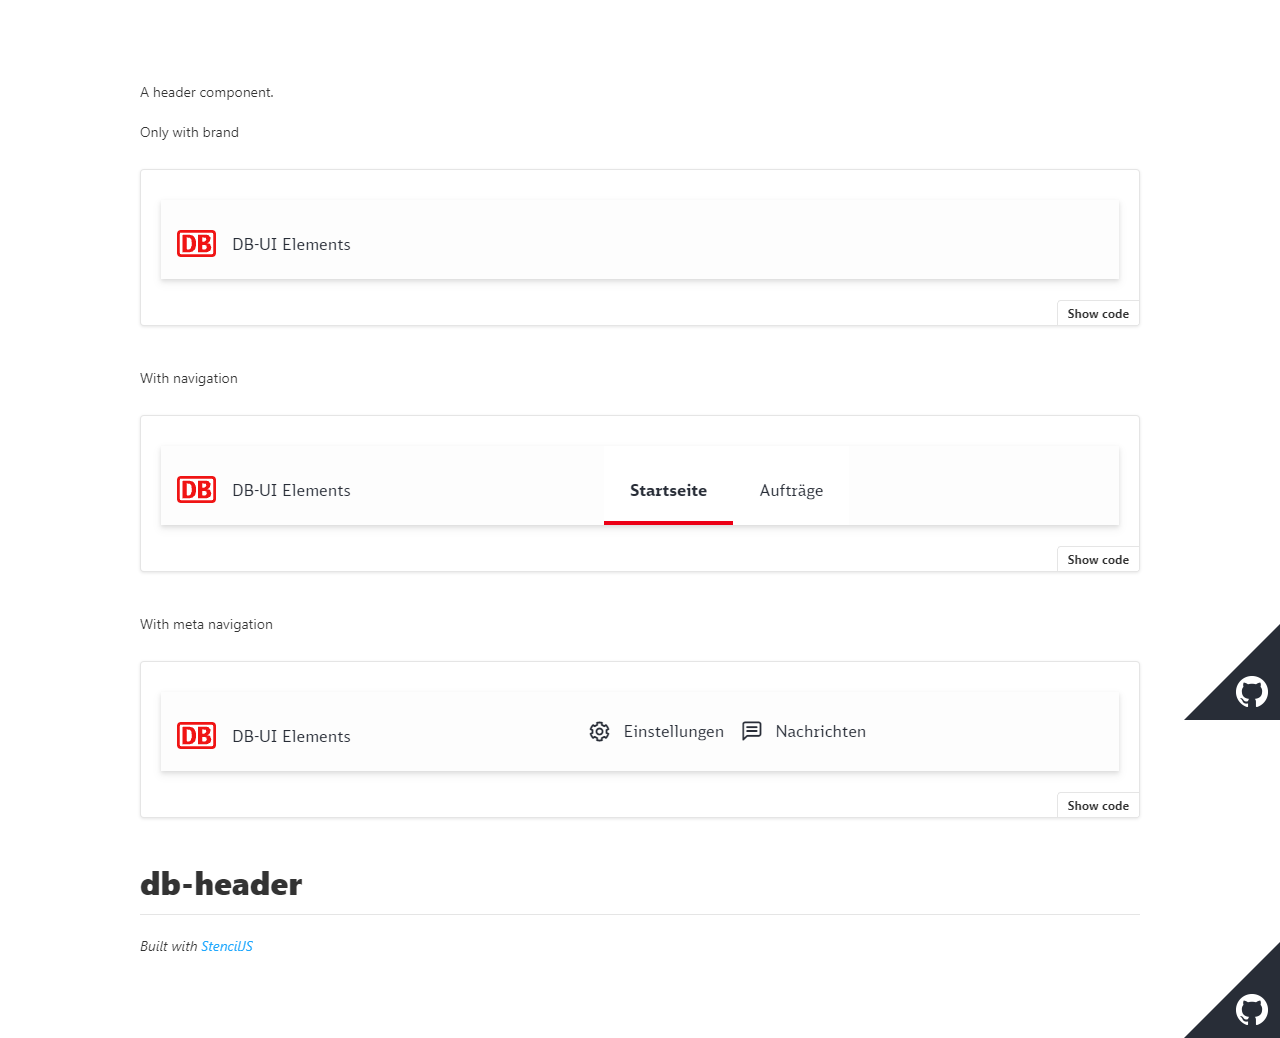 A header component.
Only with brand
DB DB-UI Elements
Show code
With navigation
DB DB-UI Elements Startseite Aufträge
Show code
With meta navigation
DB DB-UI Elements Einstellungen Nachrichten
Show code
db-header
Built with StencilJS